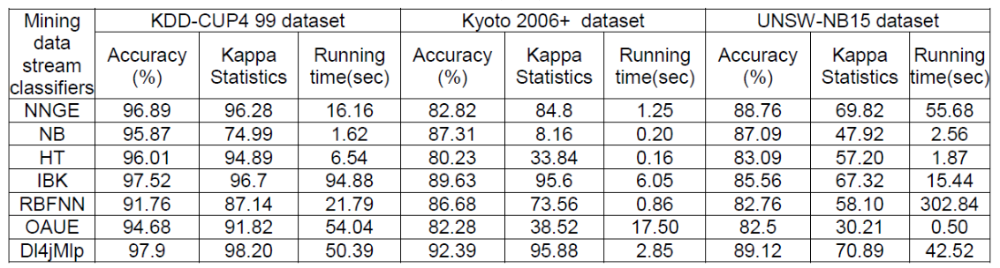 Mining data stream classifiers KDD-CUP4 99 dataset Kyoto 2006+ dataset UNSW-NB15 dataset
Accuracy (%) Kappa Statistics Running time(sec) Accuracy (%) Kappa Statistics Running time(sec) Accuracy (%) Kappa Statistics Running time(sec)
NNGE 96.89 96.28 16.16 82.82 84.8 1.25 88.76 69.82 55.68
NB 95.87 74.99 1.62 87.31 8.16 0.20 87.09 47.92 2.56
HT 96.01 94.89 6.54 80.23 33.84 0.16 83.09 57.20 1.87
IBK 97.52 96.7 94.88 89.63 95.6 6.05 85.56 67.32 15.44
RBFNN 91.76 87.14 21.79 86.68 73.56 0.86 82.76 58.10 302.84
OAUE 94.68 91.82 54.04 82.28 38.52 17.50 82.5 30.21 0.50
Dl4jMlp 97.9 98.20 50.39 92.39 95.88 2.85 89.12 70.89 42.52